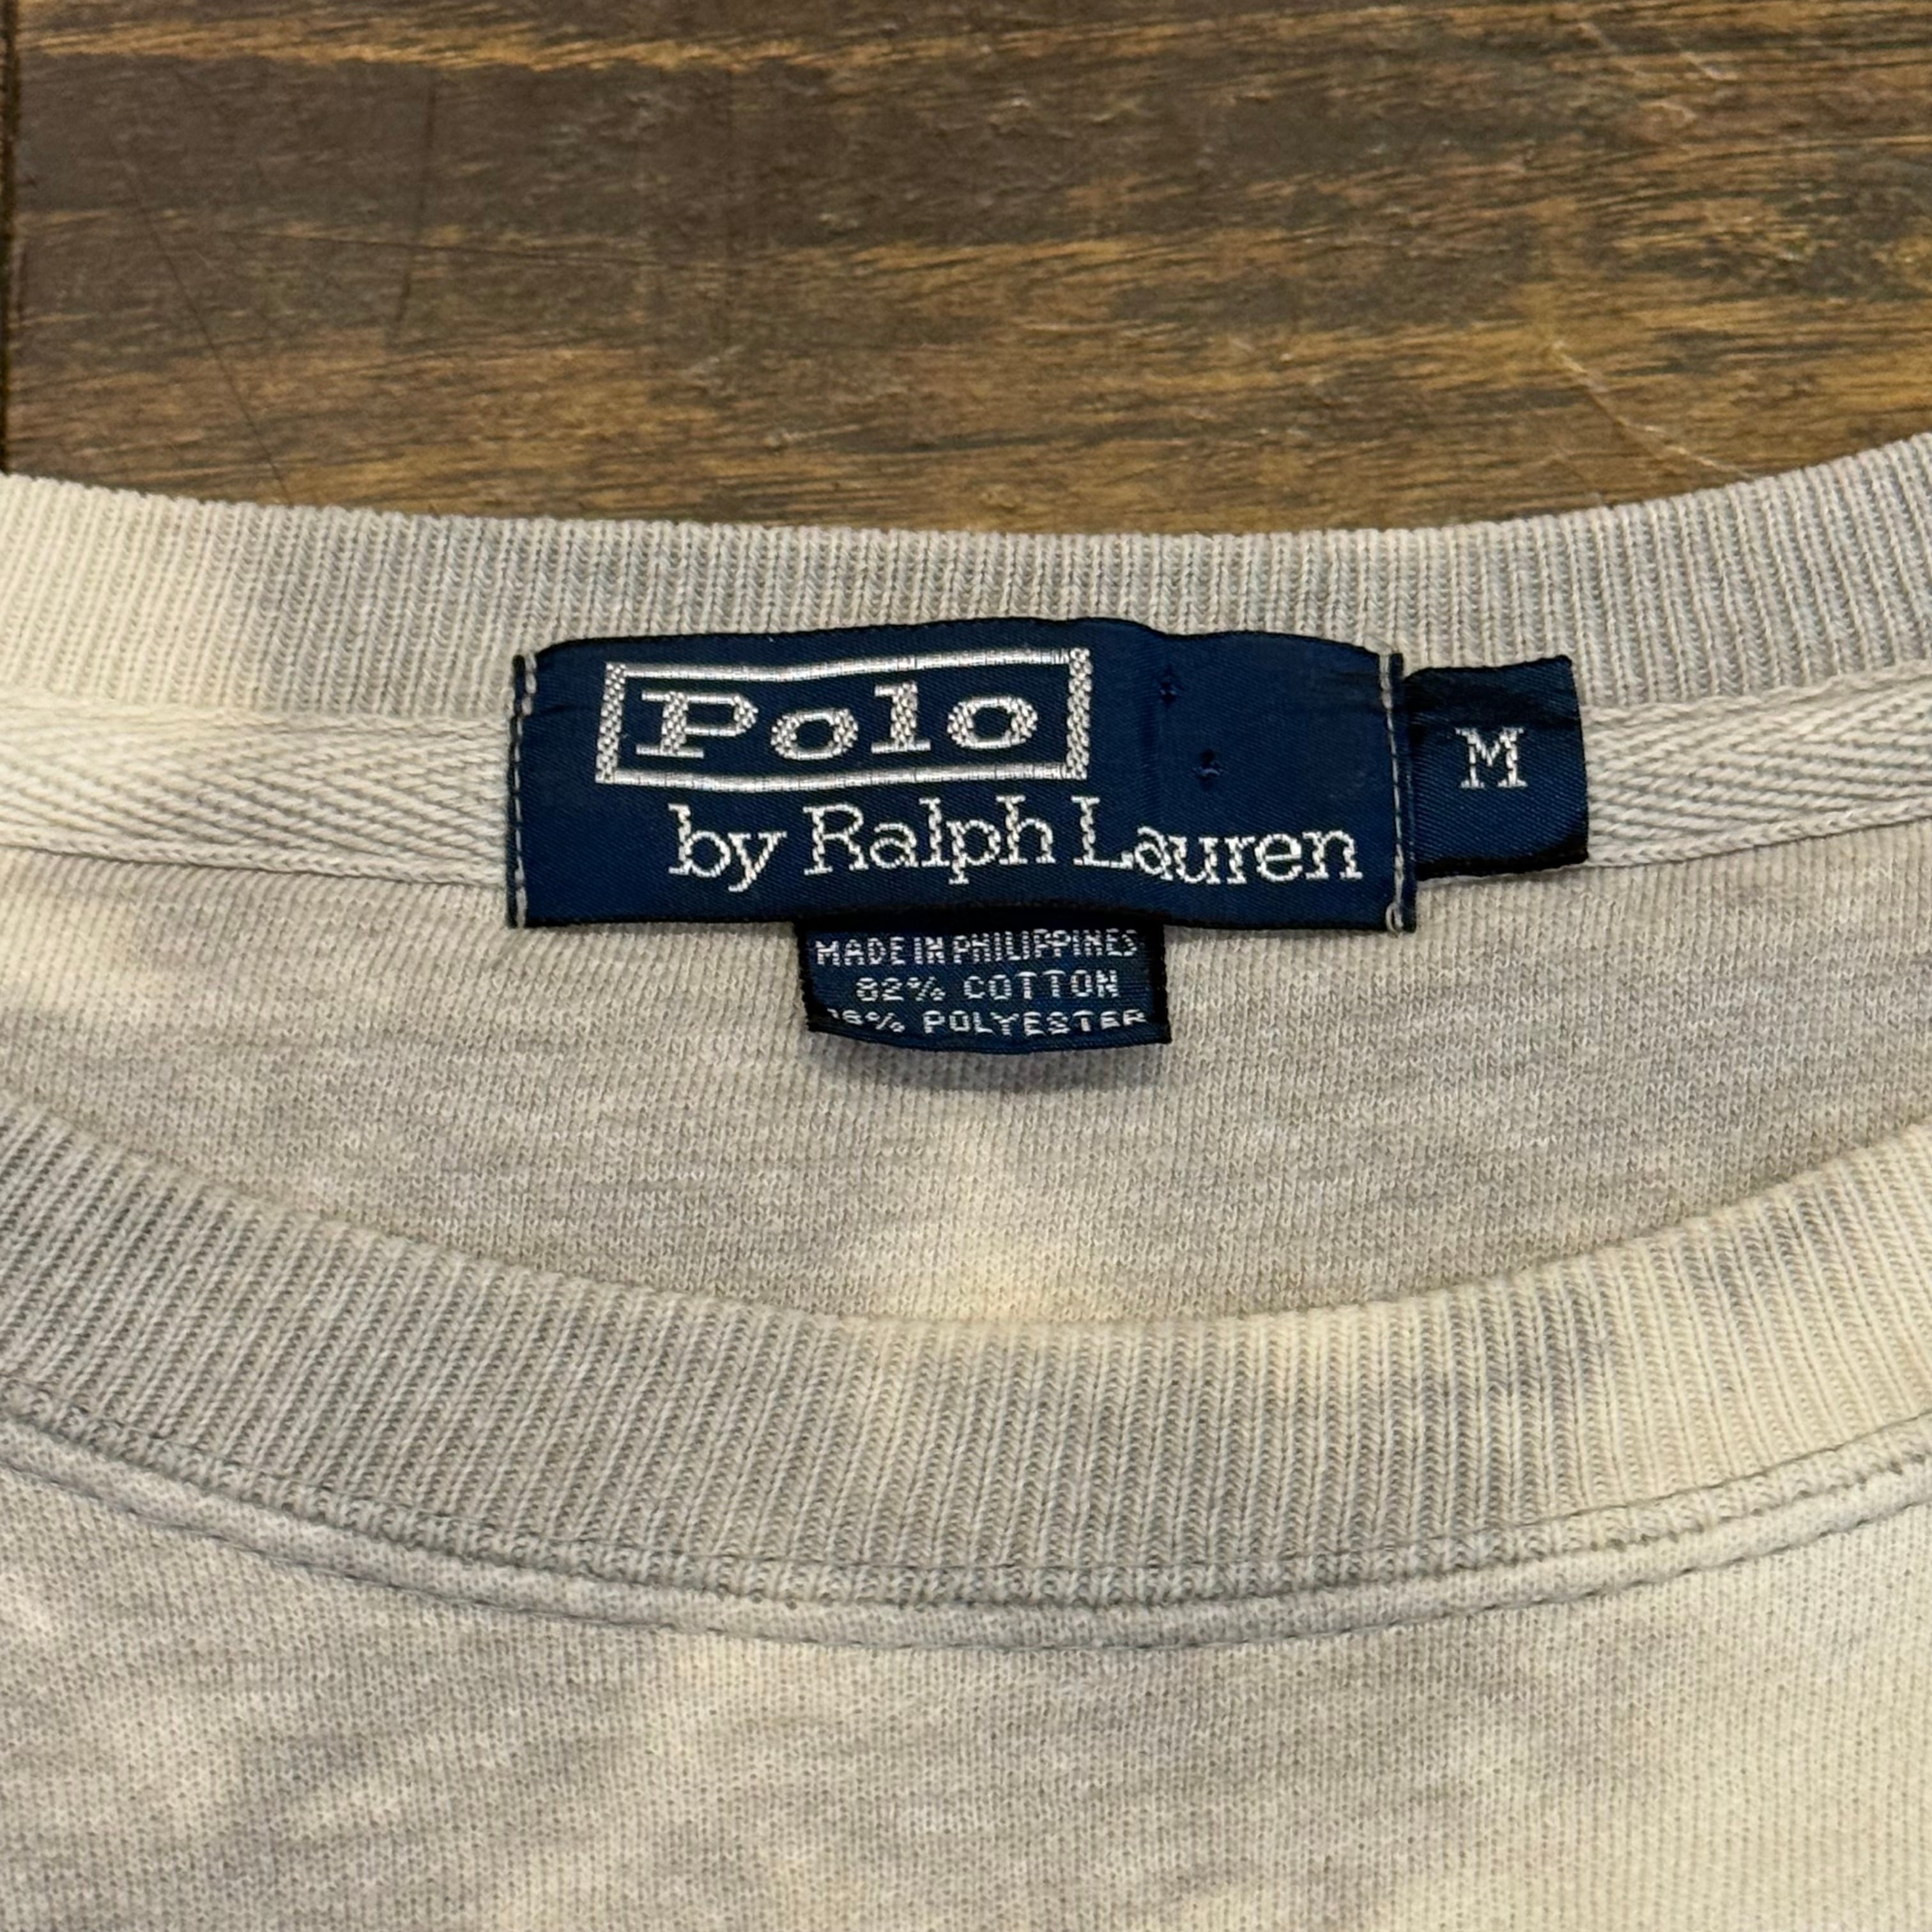 Polo
by Ralph Lauren
M
MADE IN PHILIPPINES
82% COTTON
18% POLYESTER